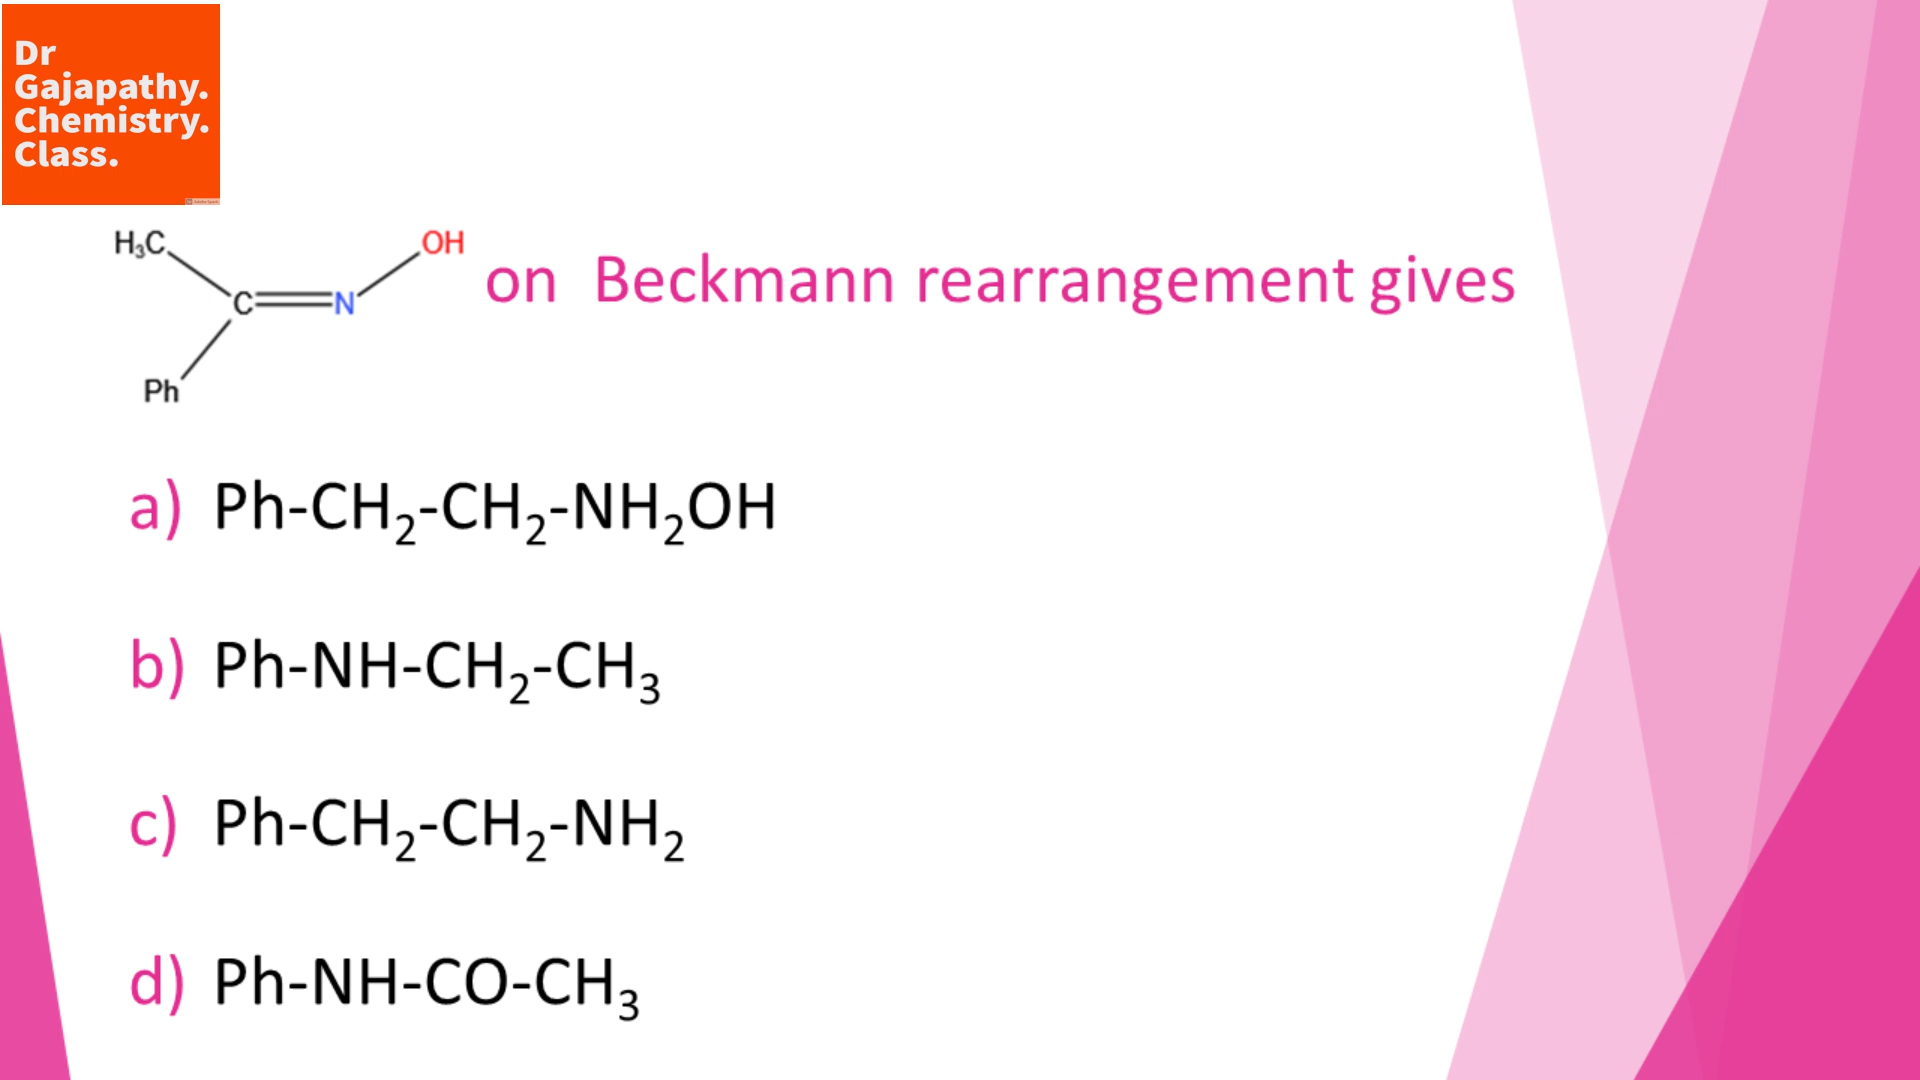 Dr
Gajapathy.
Chemistry.
Class.
H₃C
OH
C
N
Ph
on Beckmann rearrangement gives
a) Ph-CH₂-CH₂-NH₂OH
b) Ph-NH-CH₂-CH₃
c) Ph-CH₂-CH₂-NH₂
d) Ph-NH-CO-CH₃